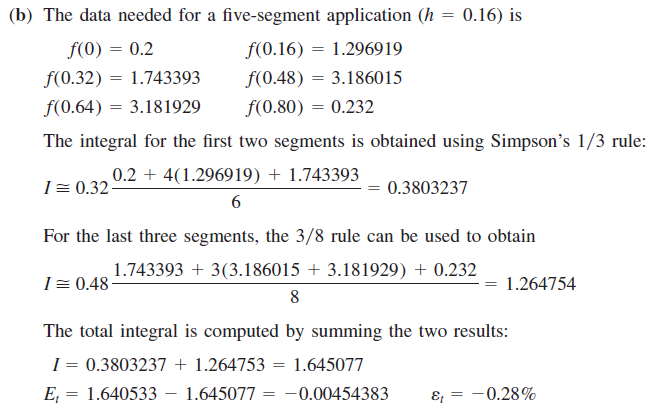 (b) The data needed for a five-segment application (h = 0.16) is
f(0) = 0.2 f(0.16) = 1.296919
f(0.32) = 1.743393 f(0.48) = 3.186015
f(0.64) = 3.181929 f(0.80) = 0.232
The integral for the first two segments is obtained using Simpson's 1/3 rule:
I ≅ 0.32 (0.2 + 4(1.296919) + 1.743393)/6 = 0.3803237
For the last three segments, the 3/8 rule can be used to obtain
I ≅ 0.48 (1.743393 + 3(3.186015 + 3.181929) + 0.232)/8 = 1.264754
The total integral is computed by summing the two results:
I = 0.3803237 + 1.264753 = 1.645077
Eₜ = 1.640533 − 1.645077 = −0.00454383 εₜ = −0.28%